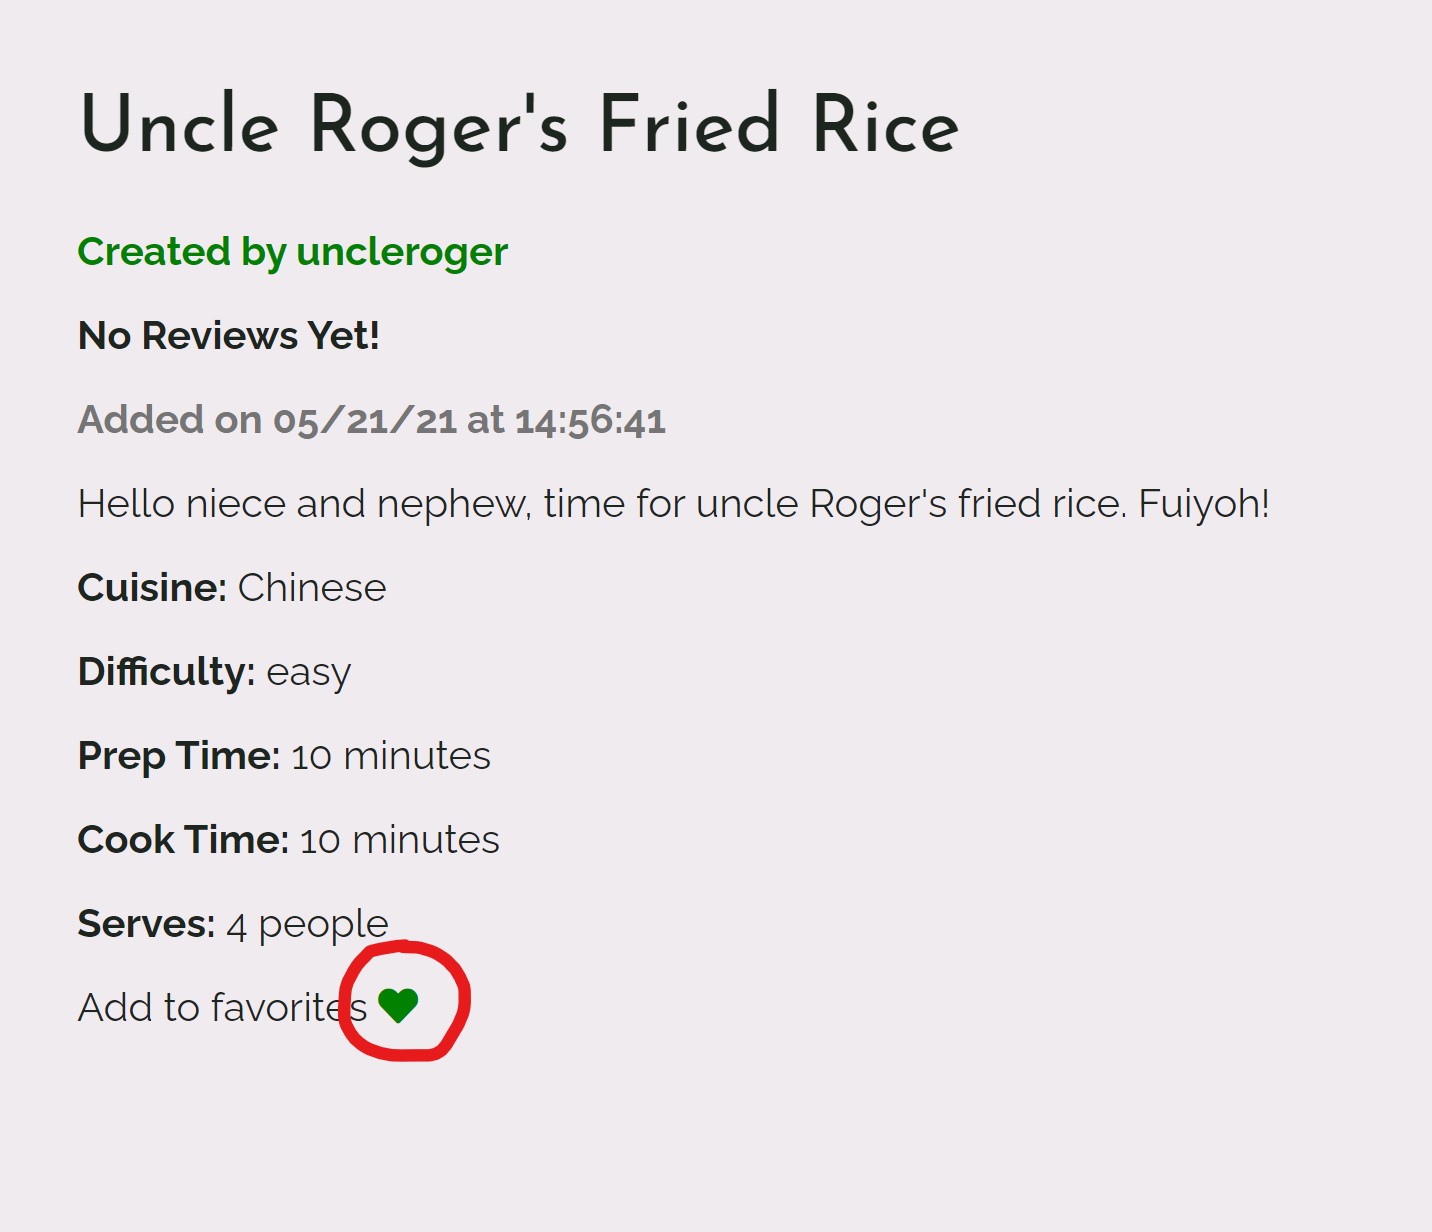 Uncle Roger's Fried Rice
Created by uncleroger
No Reviews Yet!
Added on 05/21/21 at 14:56:41
Hello niece and nephew, time for uncle Roger's fried rice. Fuiyoh!
Cuisine: Chinese
Difficulty: easy
Prep Time: 10 minutes
Cook Time: 10 minutes
Serves: 4 people
Add to favorites